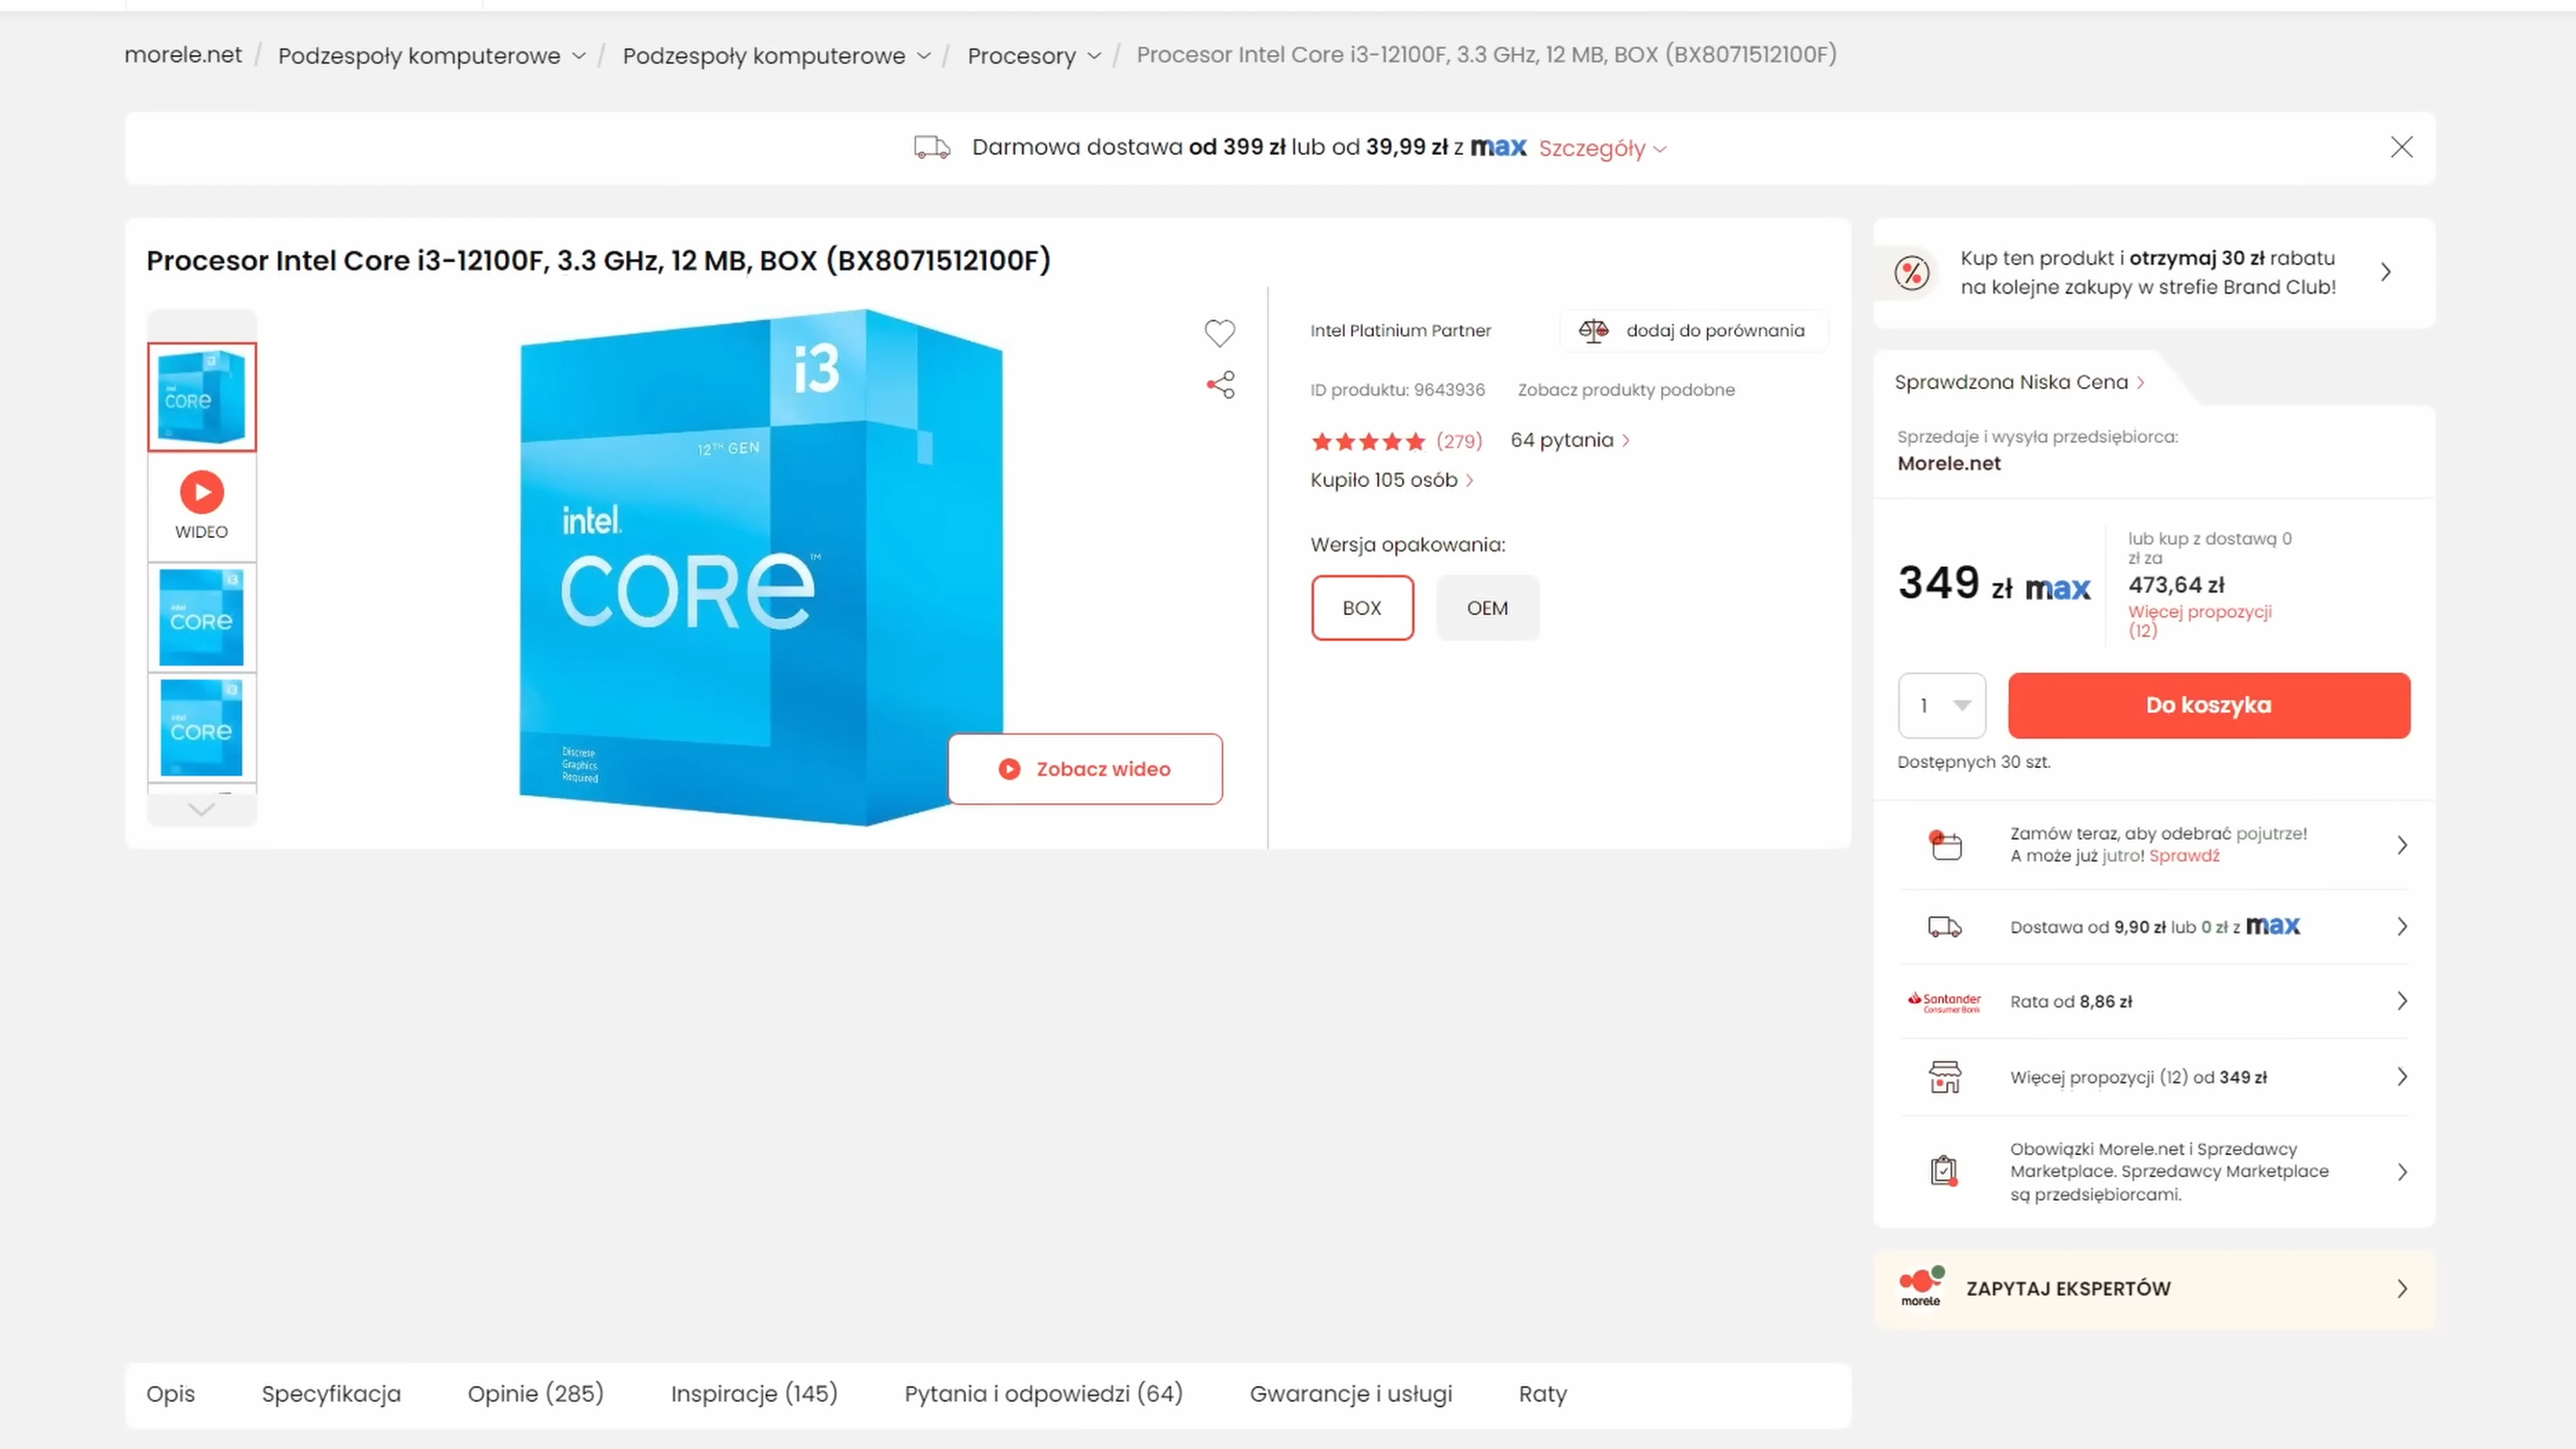 morele.net / Podzespoły komputerowe / Podzespoły komputerowe / Procesory / Procesor Intel Core i3-12100F, 3.3 GHz, 12 MB, BOX (BX8071512100F)
Darmowa dostawa od 399 zł lub od 39,99 zł z max Szczegóły
Procesor Intel Core i3-12100F, 3.3 GHz, 12 MB, BOX (BX8071512100F)
i3
intel
CORE
WIDEO
i3
intel
CORE
i3
intel
CORE
i3
12TH GEN
intel.
CORE™
Discrete
Graphics
Required
Zobacz wideo
Intel Platinium Partner
dodaj do porównania
ID produktu: 9643936 Zobacz produkty podobne
(279) 64 pytania
Kupiło 105 osób
Wersja opakowania:
BOX OEM
Kup ten produkt i otrzymaj 30 zł rabatu
na kolejne zakupy w strefie Brand Club!
Sprawdzona Niska Cena
Sprzedaje i wysyła przedsiębiorca:
Morele.net
349 zł max
lub kup z dostawą 0
zł za
473,64 zł
Więcej propozycji
(12)
1 Do koszyka
Dostępnych 30 szt.
Zamów teraz, aby odebrać pojutrze!
A może już jutro! Sprawdź
Dostawa od 9,90 zł lub 0 zł z max
Santander
Consumer Bank
Rata od 8,86 zł
Więcej propozycji (12) od 349 zł
Obowiązki Morele.net i Sprzedawcy
Marketplace. Sprzedawcy Marketplace
są przedsiębiorcami.
morele
ZAPYTAJ EKSPERTÓW
Opis Specyfikacja Opinie (285) Inspiracje (145) Pytania i odpowiedzi (64) Gwarancje i usługi Raty